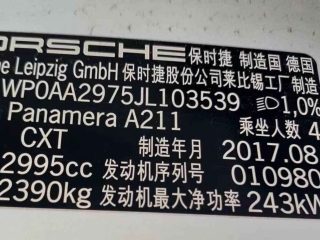 ORSCHE 保时捷 制造国 德国
he Leipzig GmbH 保时捷股份公司莱比锡工厂制造
WP0AA2975JL103539 1,0%
Panamera A211 乘坐人数 4
CXT 制造年月 2017.08
2995cc 发动机序列号 010980
2390kg 发动机最大净功率 243kW